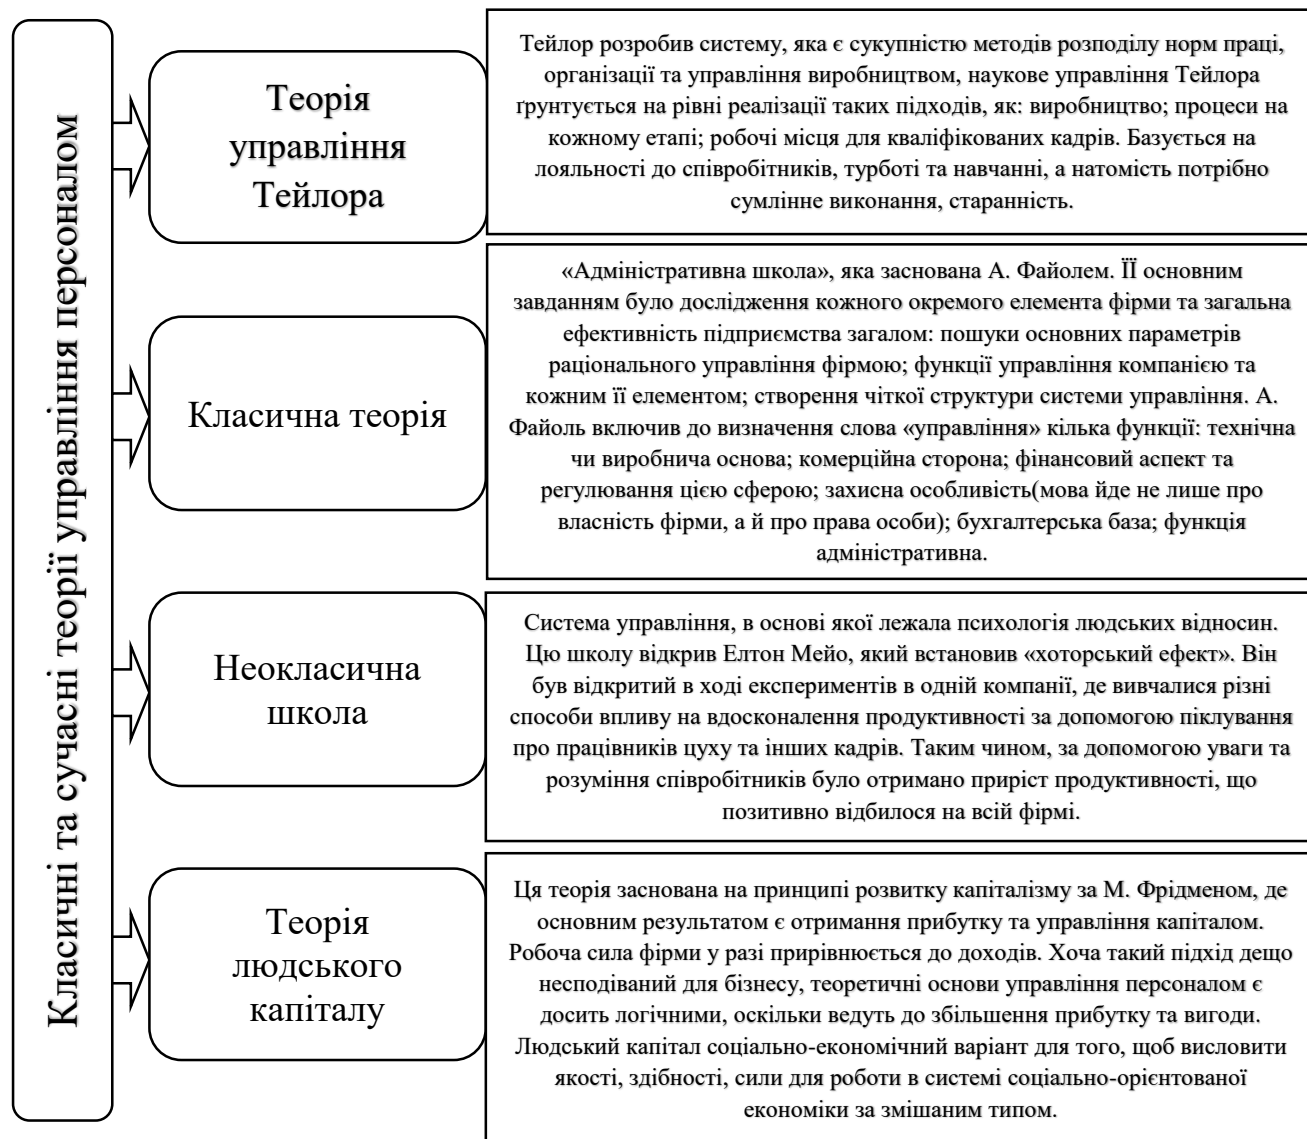 Класичні та сучасні теорії управління персоналом
Теорія
управління
Тейлора
Тейлор розробив систему, яка є сукупністю методів розподілу норм праці,
організації та управління виробництвом, наукове управління Тейлора
ґрунтується на рівні реалізації таких підходів, як: виробництво; процеси на
кожному етапі; робочі місця для кваліфікованих кадрів. Базується на
лояльності до співробітників, турботі та навчанні, а натомість потрібно
сумлінне виконання, старанність.
Класична теорія
«Адміністративна школа», яка заснована А. Файолем. ЇЇ основним
завданням було дослідження кожного окремого елемента фірми та загальна
ефективність підприємства загалом: пошуки основних параметрів
раціонального управління фірмою; функції управління компанією та
кожним її елементом; створення чіткої структури системи управління. А.
Файоль включив до визначення слова «управління» кілька функції: технічна
чи виробнича основа; комерційна сторона; фінансовий аспект та
регулювання цією сферою; захисна особливість(мова йде не лише про
власність фірми, а й про права особи); бухгалтерська база; функція
адміністративна.
Неокласична
школа
Система управління, в основі якої лежала психологія людських відносин.
Цю школу відкрив Елтон Мейо, який встановив «хоторський ефект». Він
був відкритий в ході експериментів в одній компанії, де вивчалися різні
способи впливу на вдосконалення продуктивності за допомогою піклування
про працівників цуху та інших кадрів. Таким чином, за допомогою уваги та
розуміння співробітників було отримано приріст продуктивності, що
позитивно відбилося на всій фірмі.
Теорія
людського
капіталу
Ця теорія заснована на принципі розвитку капіталізму за М. Фрідменом, де
основним результатом є отримання прибутку та управління капіталом.
Робоча сила фірми у разі прирівнюється до доходів. Хоча такий підхід дещо
несподіваний для бізнесу, теоретичні основи управління персоналом є
досить логічними, оскільки ведуть до збільшення прибутку та вигоди.
Людський капітал соціально-економічний варіант для того, щоб висловити
якості, здібності, сили для роботи в системі соціально-орієнтованої
економіки за змішаним типом.